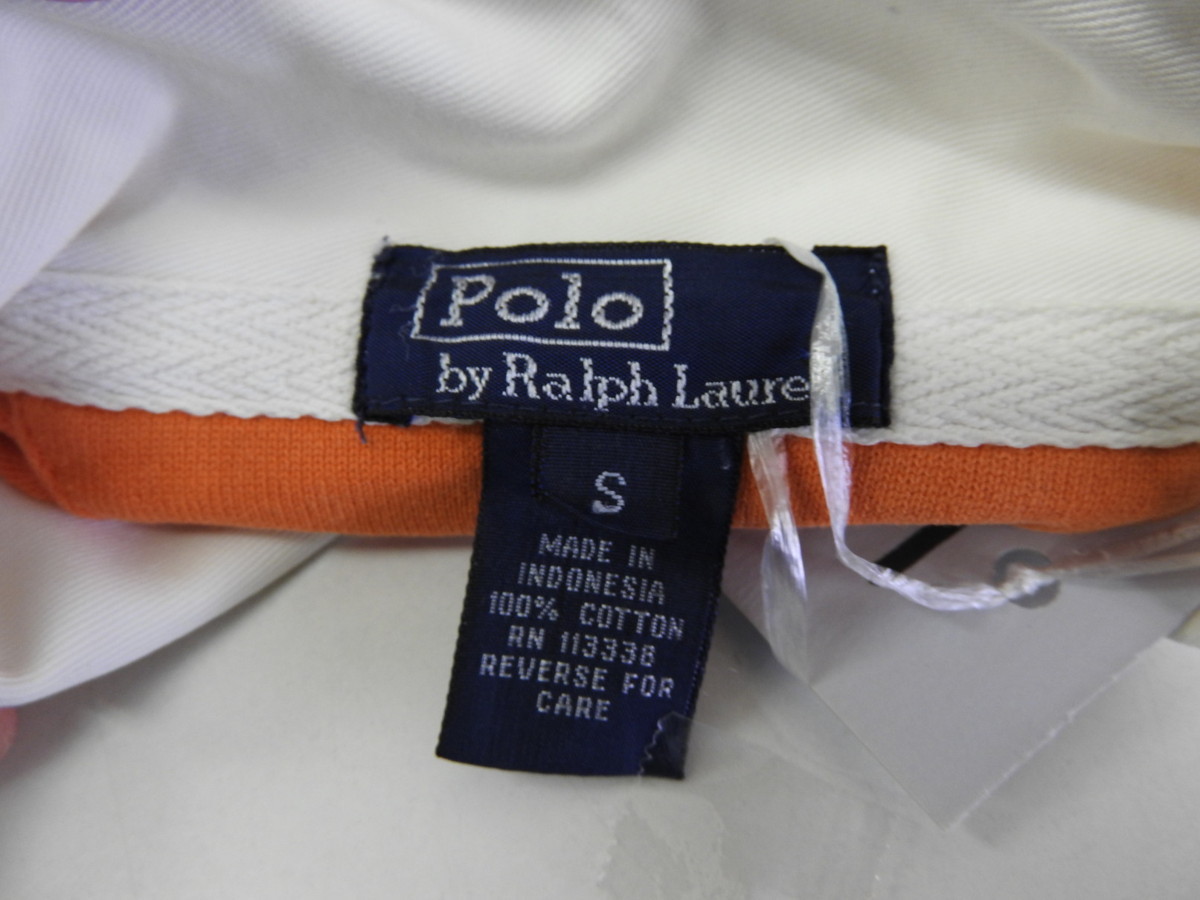 Polo
by Ralph Laure
S
MADE IN
INDONESIA
100% COTTON
RN 113338
REVERSE FOR
CARE